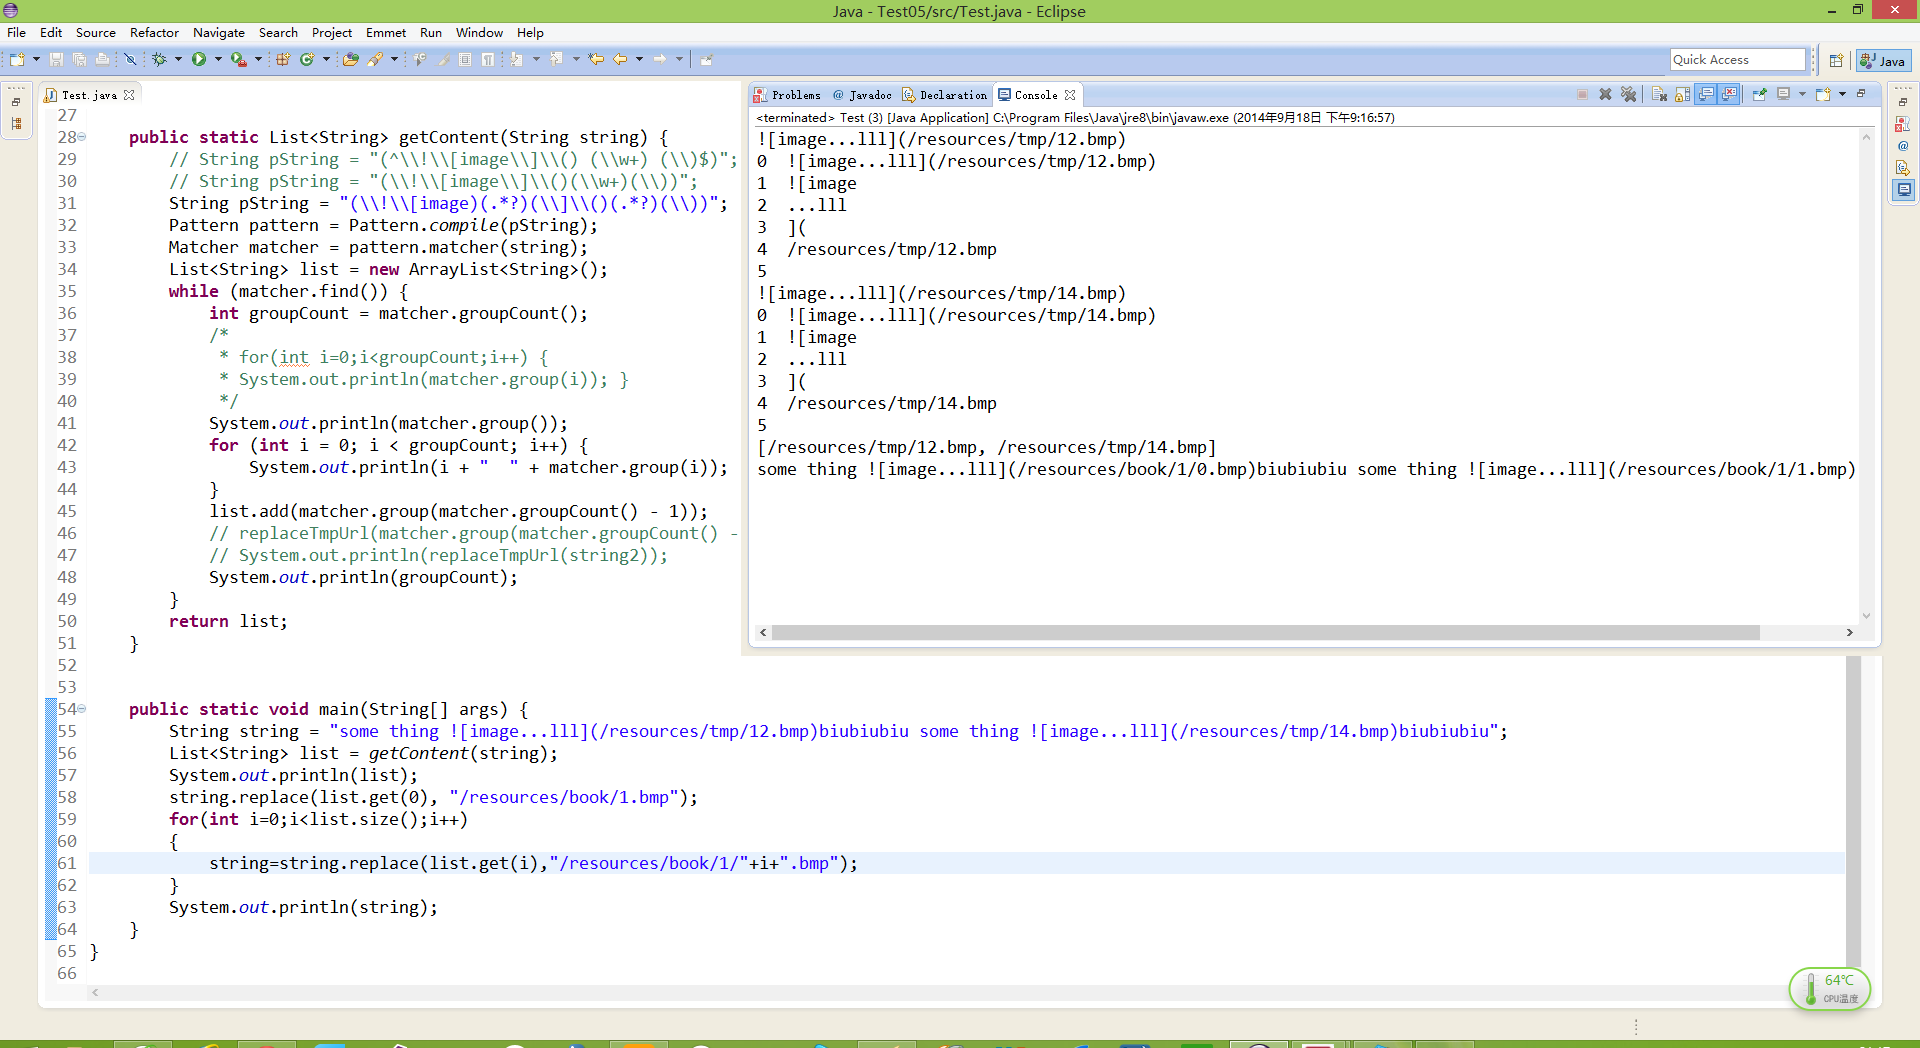 Java - Test05/src/Test.java - Eclipse
File Edit Source Refactor Navigate Search Project Emmet Run Window Help
Quick Access
Java
Test.java
27
28 public static List<String> getContent(String string) {
29 // String pString = "(^\\!\\[image\\]\\() (\\w+) (\\)$)";
30 // String pString = "(\\!\\[image\\]\\()(\\w+)(\\))";
31 String pString = "(\\!\\[image)(.*?)(\\]\\()(.*?)(\\))";
32 Pattern pattern = Pattern.compile(pString);
33 Matcher matcher = pattern.matcher(string);
34 List<String> list = new ArrayList<String>();
35 while (matcher.find()) {
36 int groupCount = matcher.groupCount();
37 /*
38 * for(int i=0;i<groupCount;i++) {
39 * System.out.println(matcher.group(i)); }
40 */
41 System.out.println(matcher.group());
42 for (int i = 0; i < groupCount; i++) {
43 System.out.println(i + "  " + matcher.group(i));
44 }
45 list.add(matcher.group(matcher.groupCount() - 1));
46 // replaceTmpUrl(matcher.group(matcher.groupCount() -
47 // System.out.println(replaceTmpUrl(string2));
48 System.out.println(groupCount);
49 }
50 return list;
51 }
52
53
54 public static void main(String[] args) {
55 String string = "some thing ![image...lll](/resources/tmp/12.bmp)biubiubiu some thing ![image...lll](/resources/tmp/14.bmp)biubiubiu";
56 List<String> list = getContent(string);
57 System.out.println(list);
58 string.replace(list.get(0), "/resources/book/1.bmp");
59 for(int i=0;i<list.size();i++)
60 {
61 string=string.replace(list.get(i),"/resources/book/1/"+i+".bmp");
62 }
63 System.out.println(string);
64 }
65 }
66
Problems @ Javadoc Declaration Console
<terminated> Test (3) [Java Application] C:\Program Files\Java\jre8\bin\javaw.exe (2014年9月18日 下午9:16:57)
![image...lll](/resources/tmp/12.bmp)
0  ![image...lll](/resources/tmp/12.bmp)
1  ![image
2  ...lll
3  ](
4  /resources/tmp/12.bmp
5
![image...lll](/resources/tmp/14.bmp)
0  ![image...lll](/resources/tmp/14.bmp)
1  ![image
2  ...lll
3  ](
4  /resources/tmp/14.bmp
5
[/resources/tmp/12.bmp, /resources/tmp/14.bmp]
some thing ![image...lll](/resources/book/1/0.bmp)biubiubiu some thing ![image...lll](/resources/book/1/1.bmp)
64℃
CPU温度